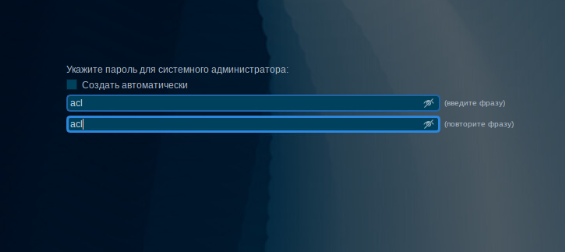 Укажите пароль для системного администратора:
Создать автоматически
acl (введите фразу)
acl (повторите фразу)